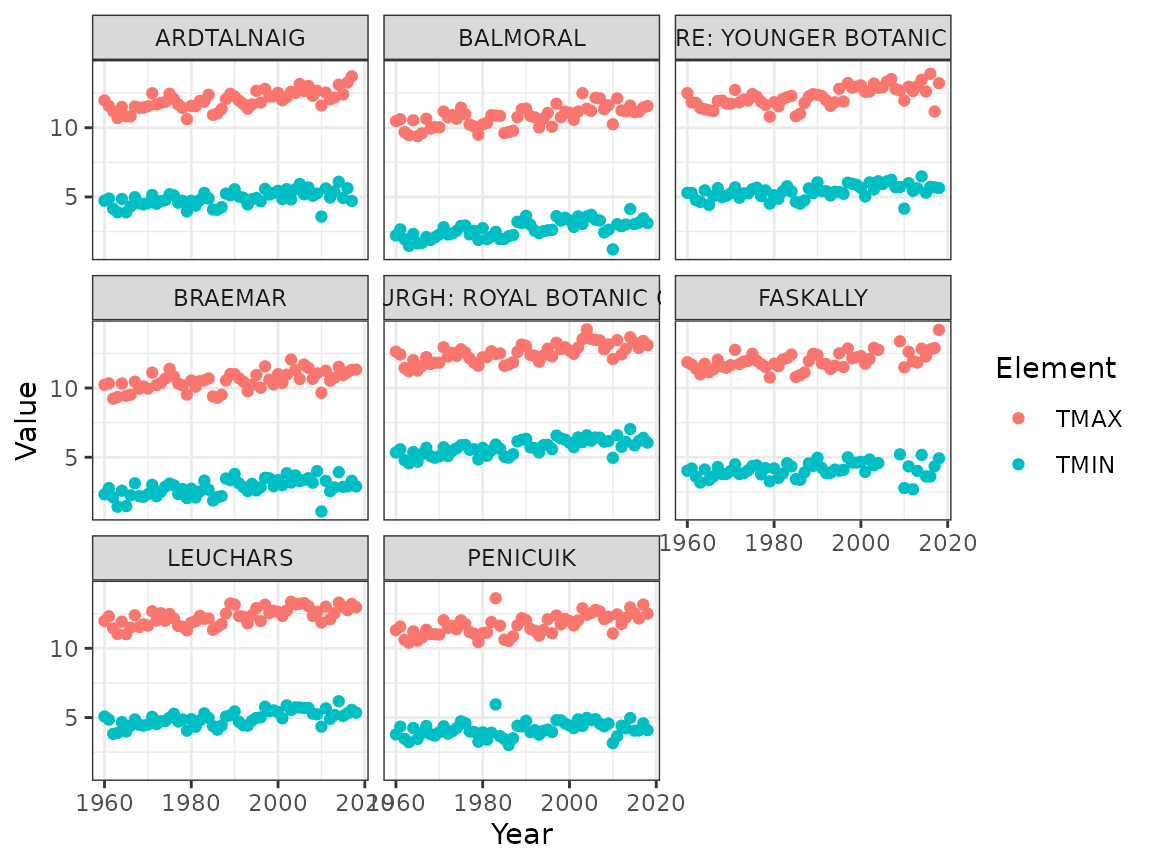 ARDTALNAIG BALMORAL RE: YOUNGER BOTANIC
10
5
BRAEMAR URGH: ROYAL BOTANIC FASKALLY
10
5
Value
Element
TMAX
TMIN
1960 1980 2000 2020
LEUCHARS PENICUIK
10
5
1960 1980 2000 1960 1980 2000 2020
Year